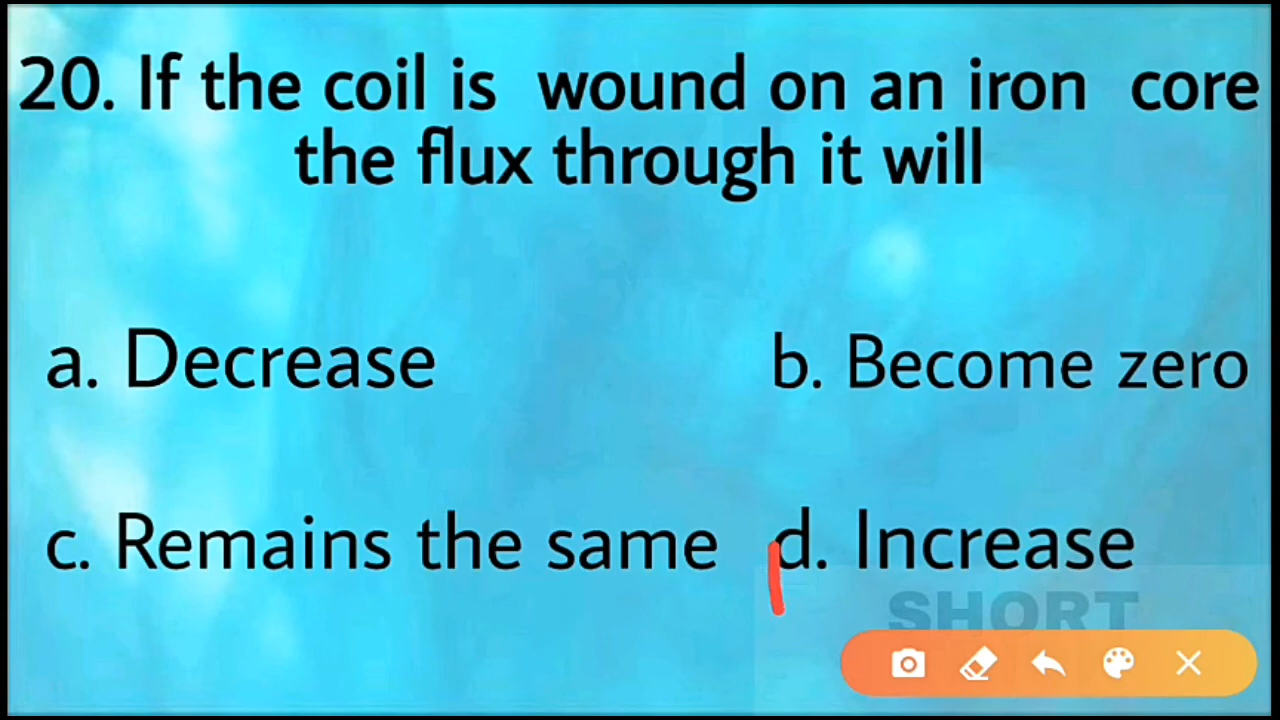 20. If the coil is wound on an iron core
the flux through it will
a. Decrease
b. Become zero
c. Remains the same
d. Increase
SHORT